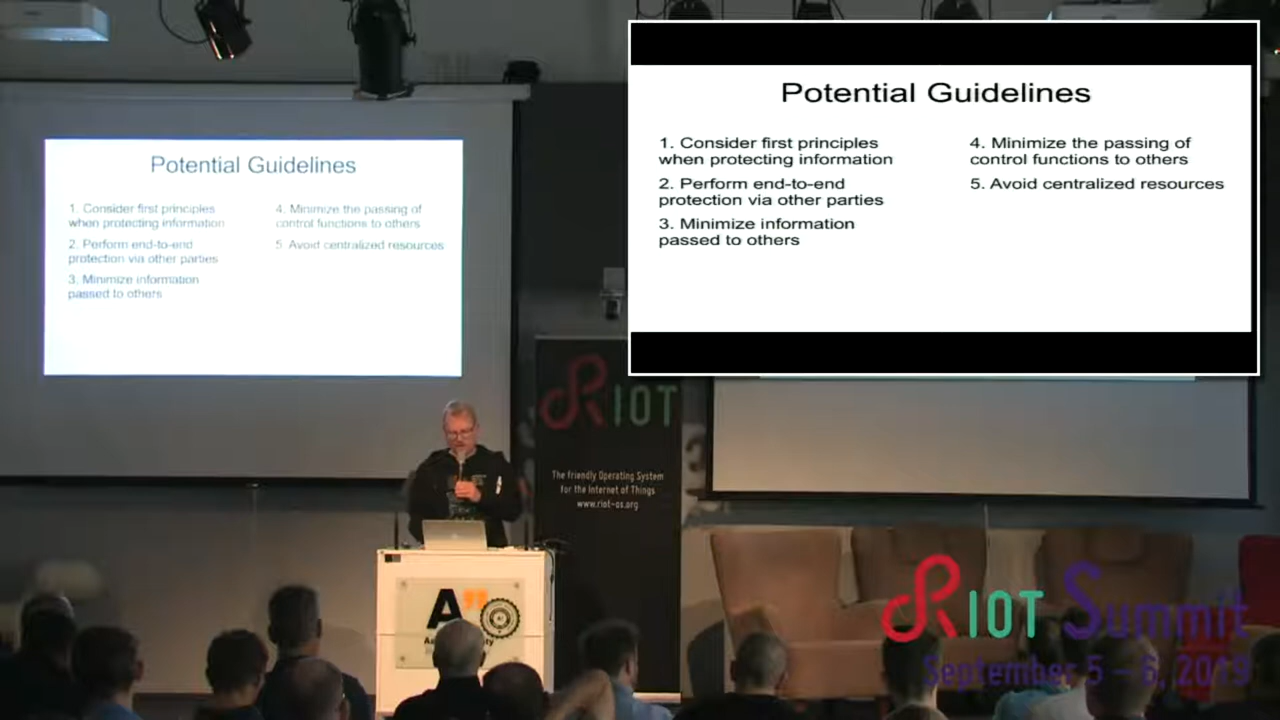 Potential Guidelines
1. Consider first principles
when protecting information
2. Perform end-to-end
protection via other parties
3. Minimize information
passed to others
4. Minimize the passing of
control functions to others
5. Avoid centralized resources
Potential Guidelines
1. Consider first principles
when protecting information
2. Perform end-to-end
protection via other parties
3. Minimize information
passed to others
4. Minimize the passing of
control functions to others
5. Avoid centralized resources
RIOT
The friendly Operating System
for the Internet of Things
www.riot-os.org
A
RIOT Summit
September 5 – 6, 2019